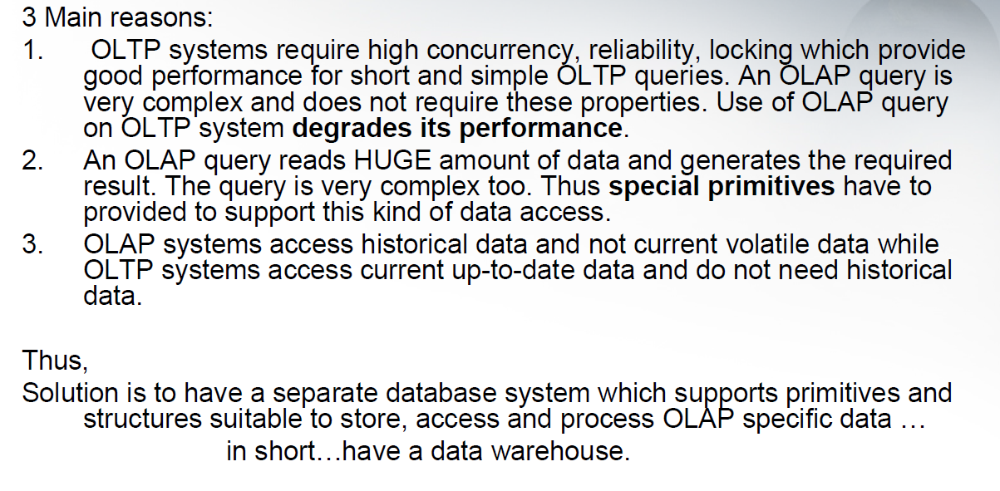 3 Main reasons:
1. OLTP systems require high concurrency, reliability, locking which provide
good performance for short and simple OLTP queries. An OLAP query is
very complex and does not require these properties. Use of OLAP query
on OLTP system degrades its performance.
2. An OLAP query reads HUGE amount of data and generates the required
result. The query is very complex too. Thus special primitives have to
provided to support this kind of data access.
3. OLAP systems access historical data and not current volatile data while
OLTP systems access current up-to-date data and do not need historical
data.
Thus,
Solution is to have a separate database system which supports primitives and
structures suitable to store, access and process OLAP specific data …
in short…have a data warehouse.